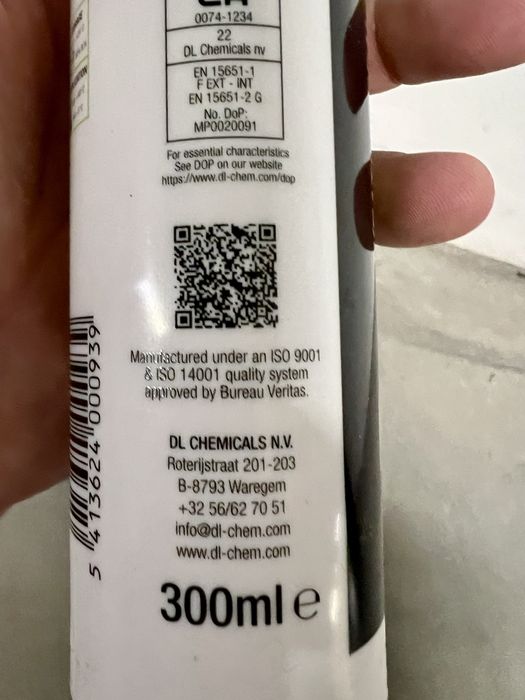 0074-1234
22
DL Chemicals nv
EN 15651-1
F EXT - INT
EN 15651-2 G
No. DoP:
MP0020091
For essential characteristics
See DOP on our website
https://www.dl-chem.com/dop
Manufactured under an ISO 9001
& ISO 14001 quality system
approved by Bureau Veritas.
DL CHEMICALS N.V.
Roterijstraat 201-203
B-8793 Waregem
+32 56/62 70 51
info@dl-chem.com
www.dl-chem.com
300ml e
5 413624 000939